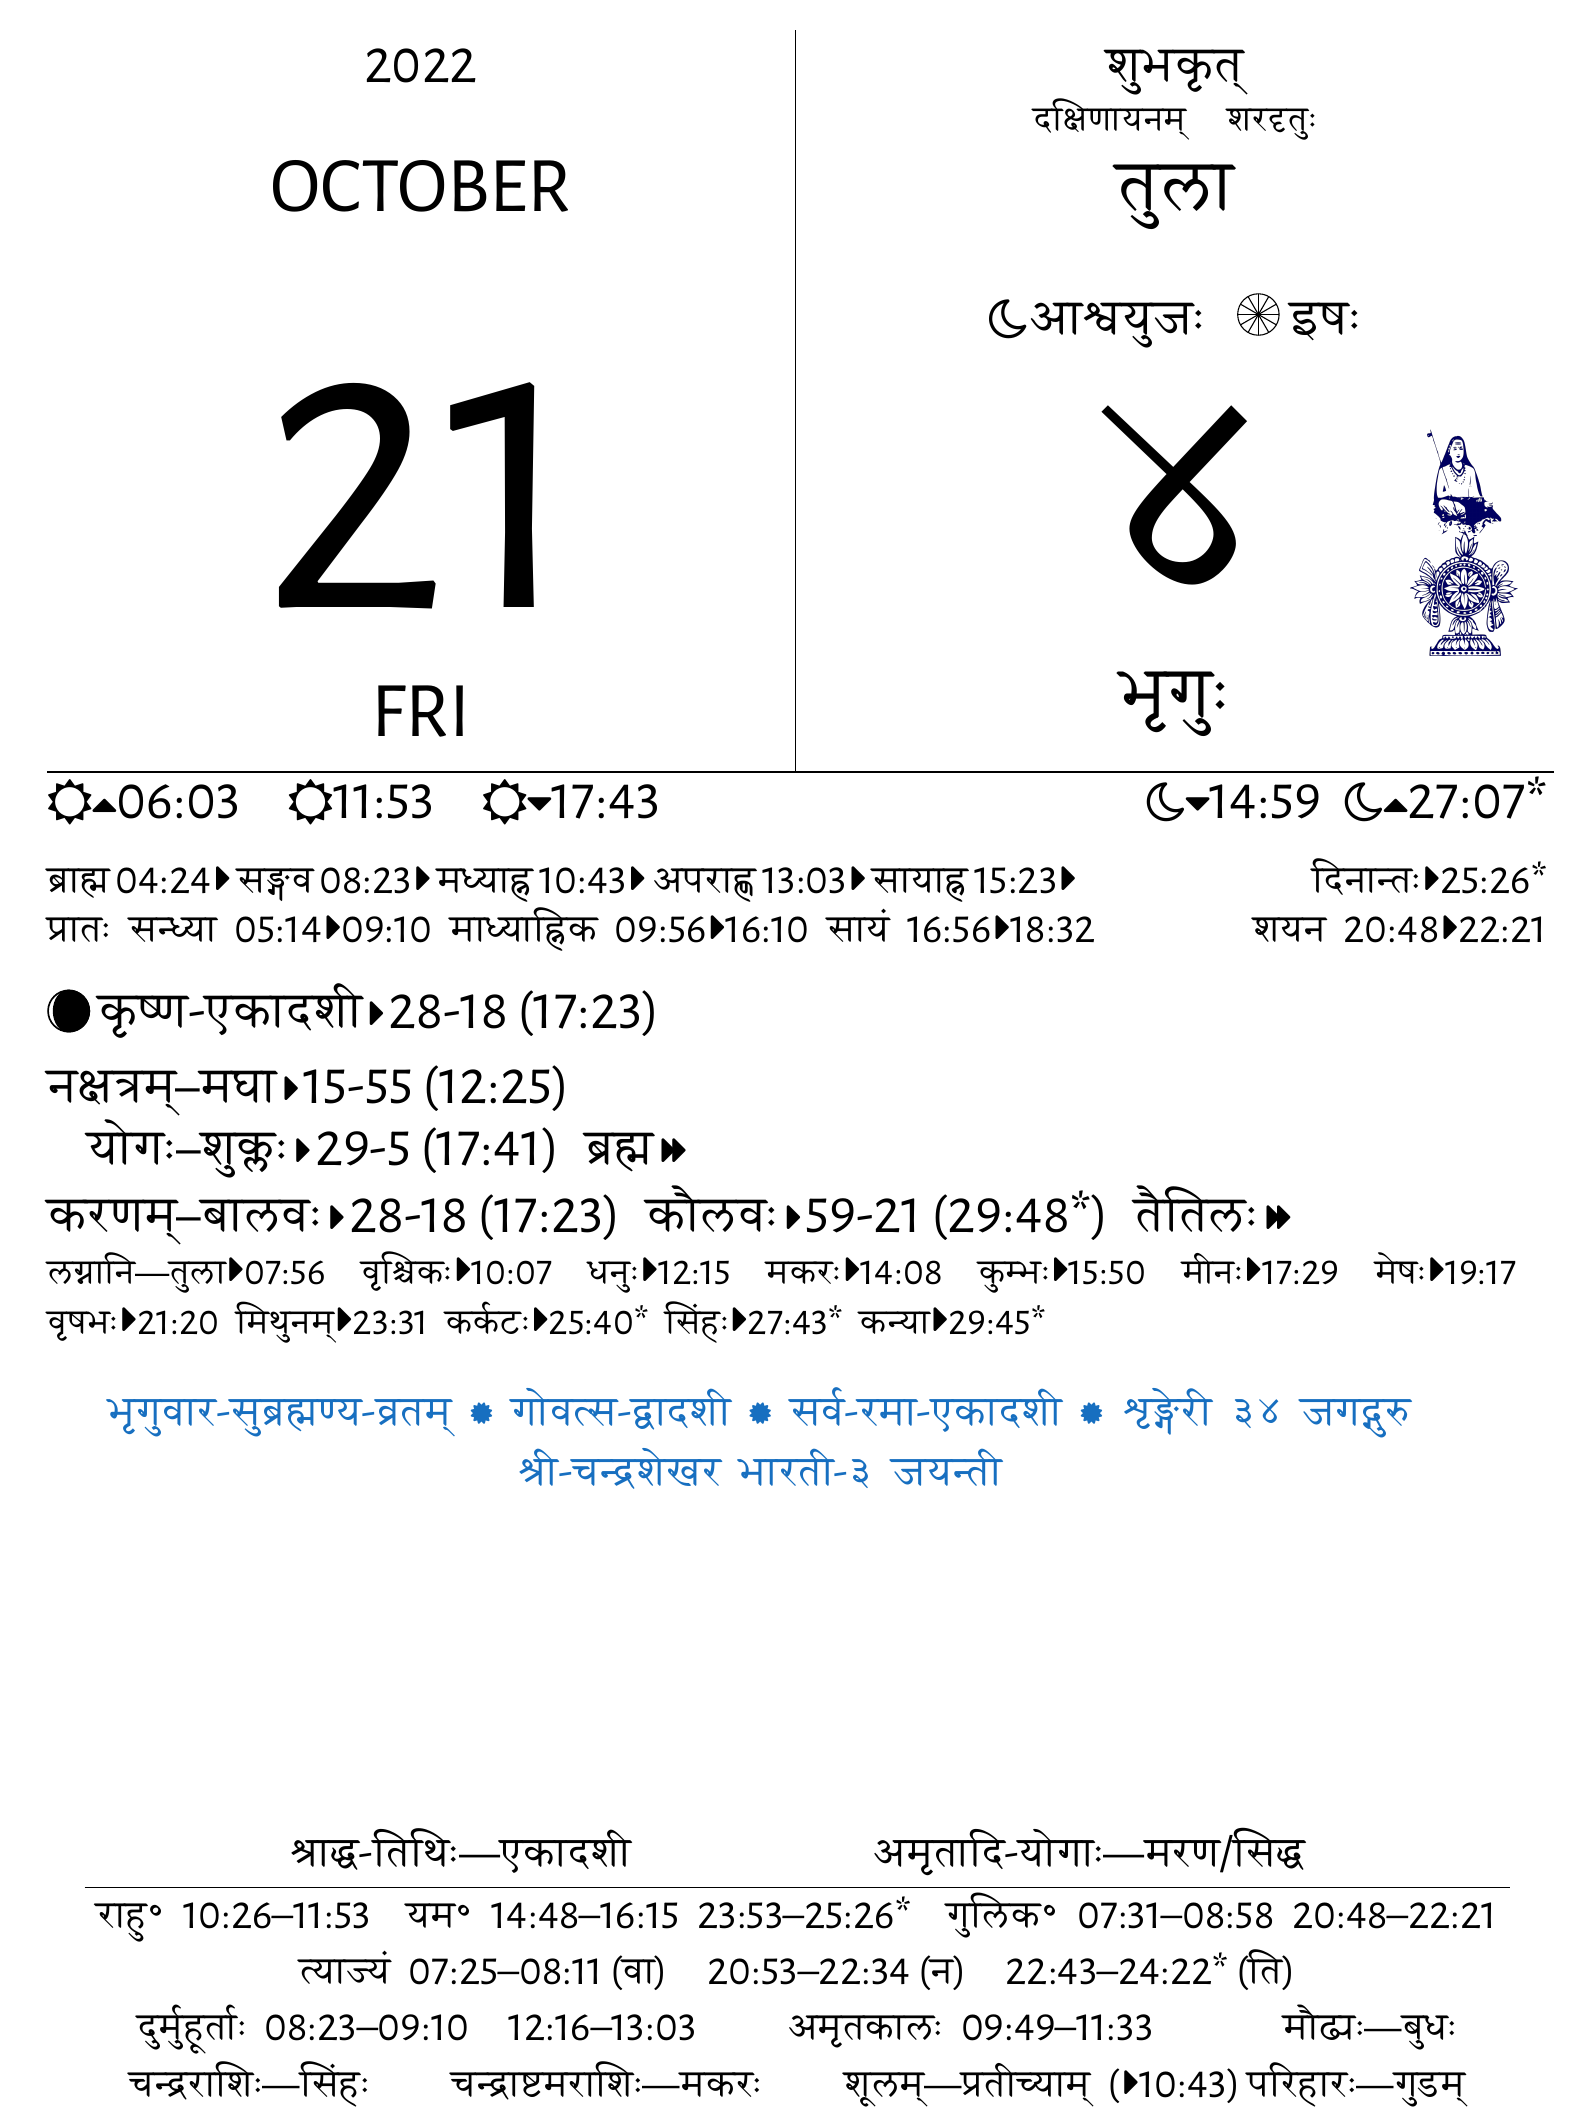 2022
OCTOBER
21
FRI
शुभकृत्
दक्षिणायनम् शरदृतुः
तुला
आश्वयुजः इषः
४
भृगुः
06:03 11:53 17:43 14:59 27:07*
ब्राह्म 04:24 सङ्गव 08:23 मध्याह्न 10:43 अपराह्ण 13:03 सायाह्न 15:23 दिनान्तः 25:26*
प्रातः सन्ध्या 05:14 09:10 माध्याह्निक 09:56 16:10 सायं 16:56 18:32 शयन 20:48 22:21
कृष्ण-एकादशी 28-18 (17:23)
नक्षत्रम्–मघा 15-55 (12:25)
योगः–शुक्लः 29-5 (17:41) ब्रह्म
करणम्–बालवः 28-18 (17:23) कौलवः 59-21 (29:48*) तैतिलः
लग्नानि—तुला 07:56 वृश्चिकः 10:07 धनुः 12:15 मकरः 14:08 कुम्भः 15:50 मीनः 17:29 मेषः 19:17
वृषभः 21:20 मिथुनम् 23:31 कर्कटः 25:40* सिंहः 27:43* कन्या 29:45*
भृगुवार-सुब्रह्मण्य-व्रतम् ✹ गोवत्स-द्वादशी ✹ सर्व-रमा-एकादशी ✹ शृङ्गेरी ३४ जगद्गुरु
श्री-चन्द्रशेखर भारती-३ जयन्ती
श्राद्ध-तिथिः—एकादशी अमृतादि-योगाः—मरण/सिद्ध
राहु° 10:26–11:53 यम° 14:48–16:15 23:53–25:26* गुलिक° 07:31–08:58 20:48–22:21
त्याज्यं 07:25–08:11 (वा) 20:53–22:34 (न) 22:43–24:22* (ति)
दुर्मुहूर्ताः 08:23–09:10 12:16–13:03 अमृतकालः 09:49–11:33 मौढ्यः—बुधः
चन्द्रराशिः—सिंहः चन्द्राष्टमराशिः—मकरः शूलम्—प्रतीच्याम् (10:43) परिहारः—गुडम्